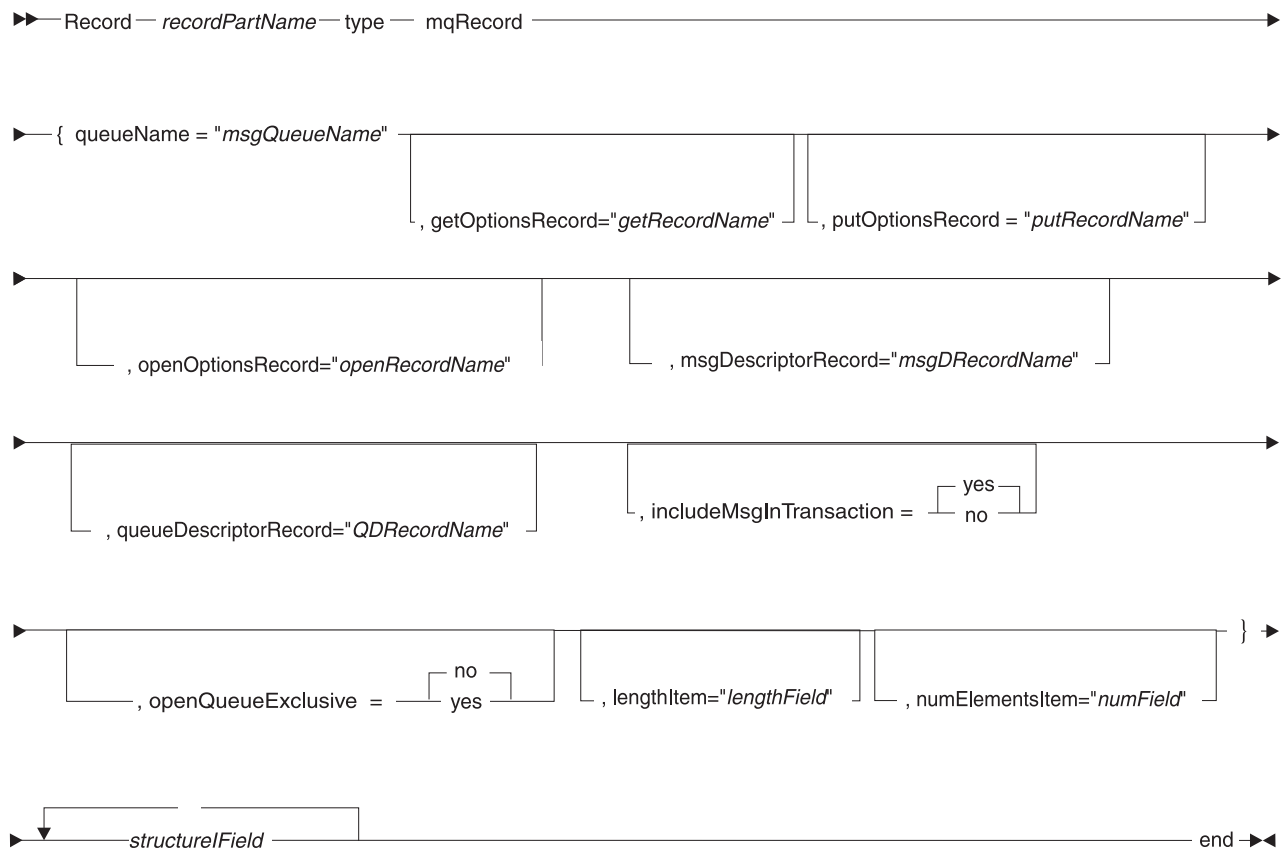 Record recordPartName type mqRecord
{ queueName = "msgQueueName"
, getOptionsRecord="getRecordName" , putOptionsRecord = "putRecordName"
, openOptionsRecord="openRecordName" , msgDescriptorRecord="msgDRecordName"
, queueDescriptorRecord="QDRecordName" , includeMsgInTransaction = yes
no
, openQueueExclusive = no
yes
, lengthItem="lengthField" , numElementsItem="numField" }
structureIField end